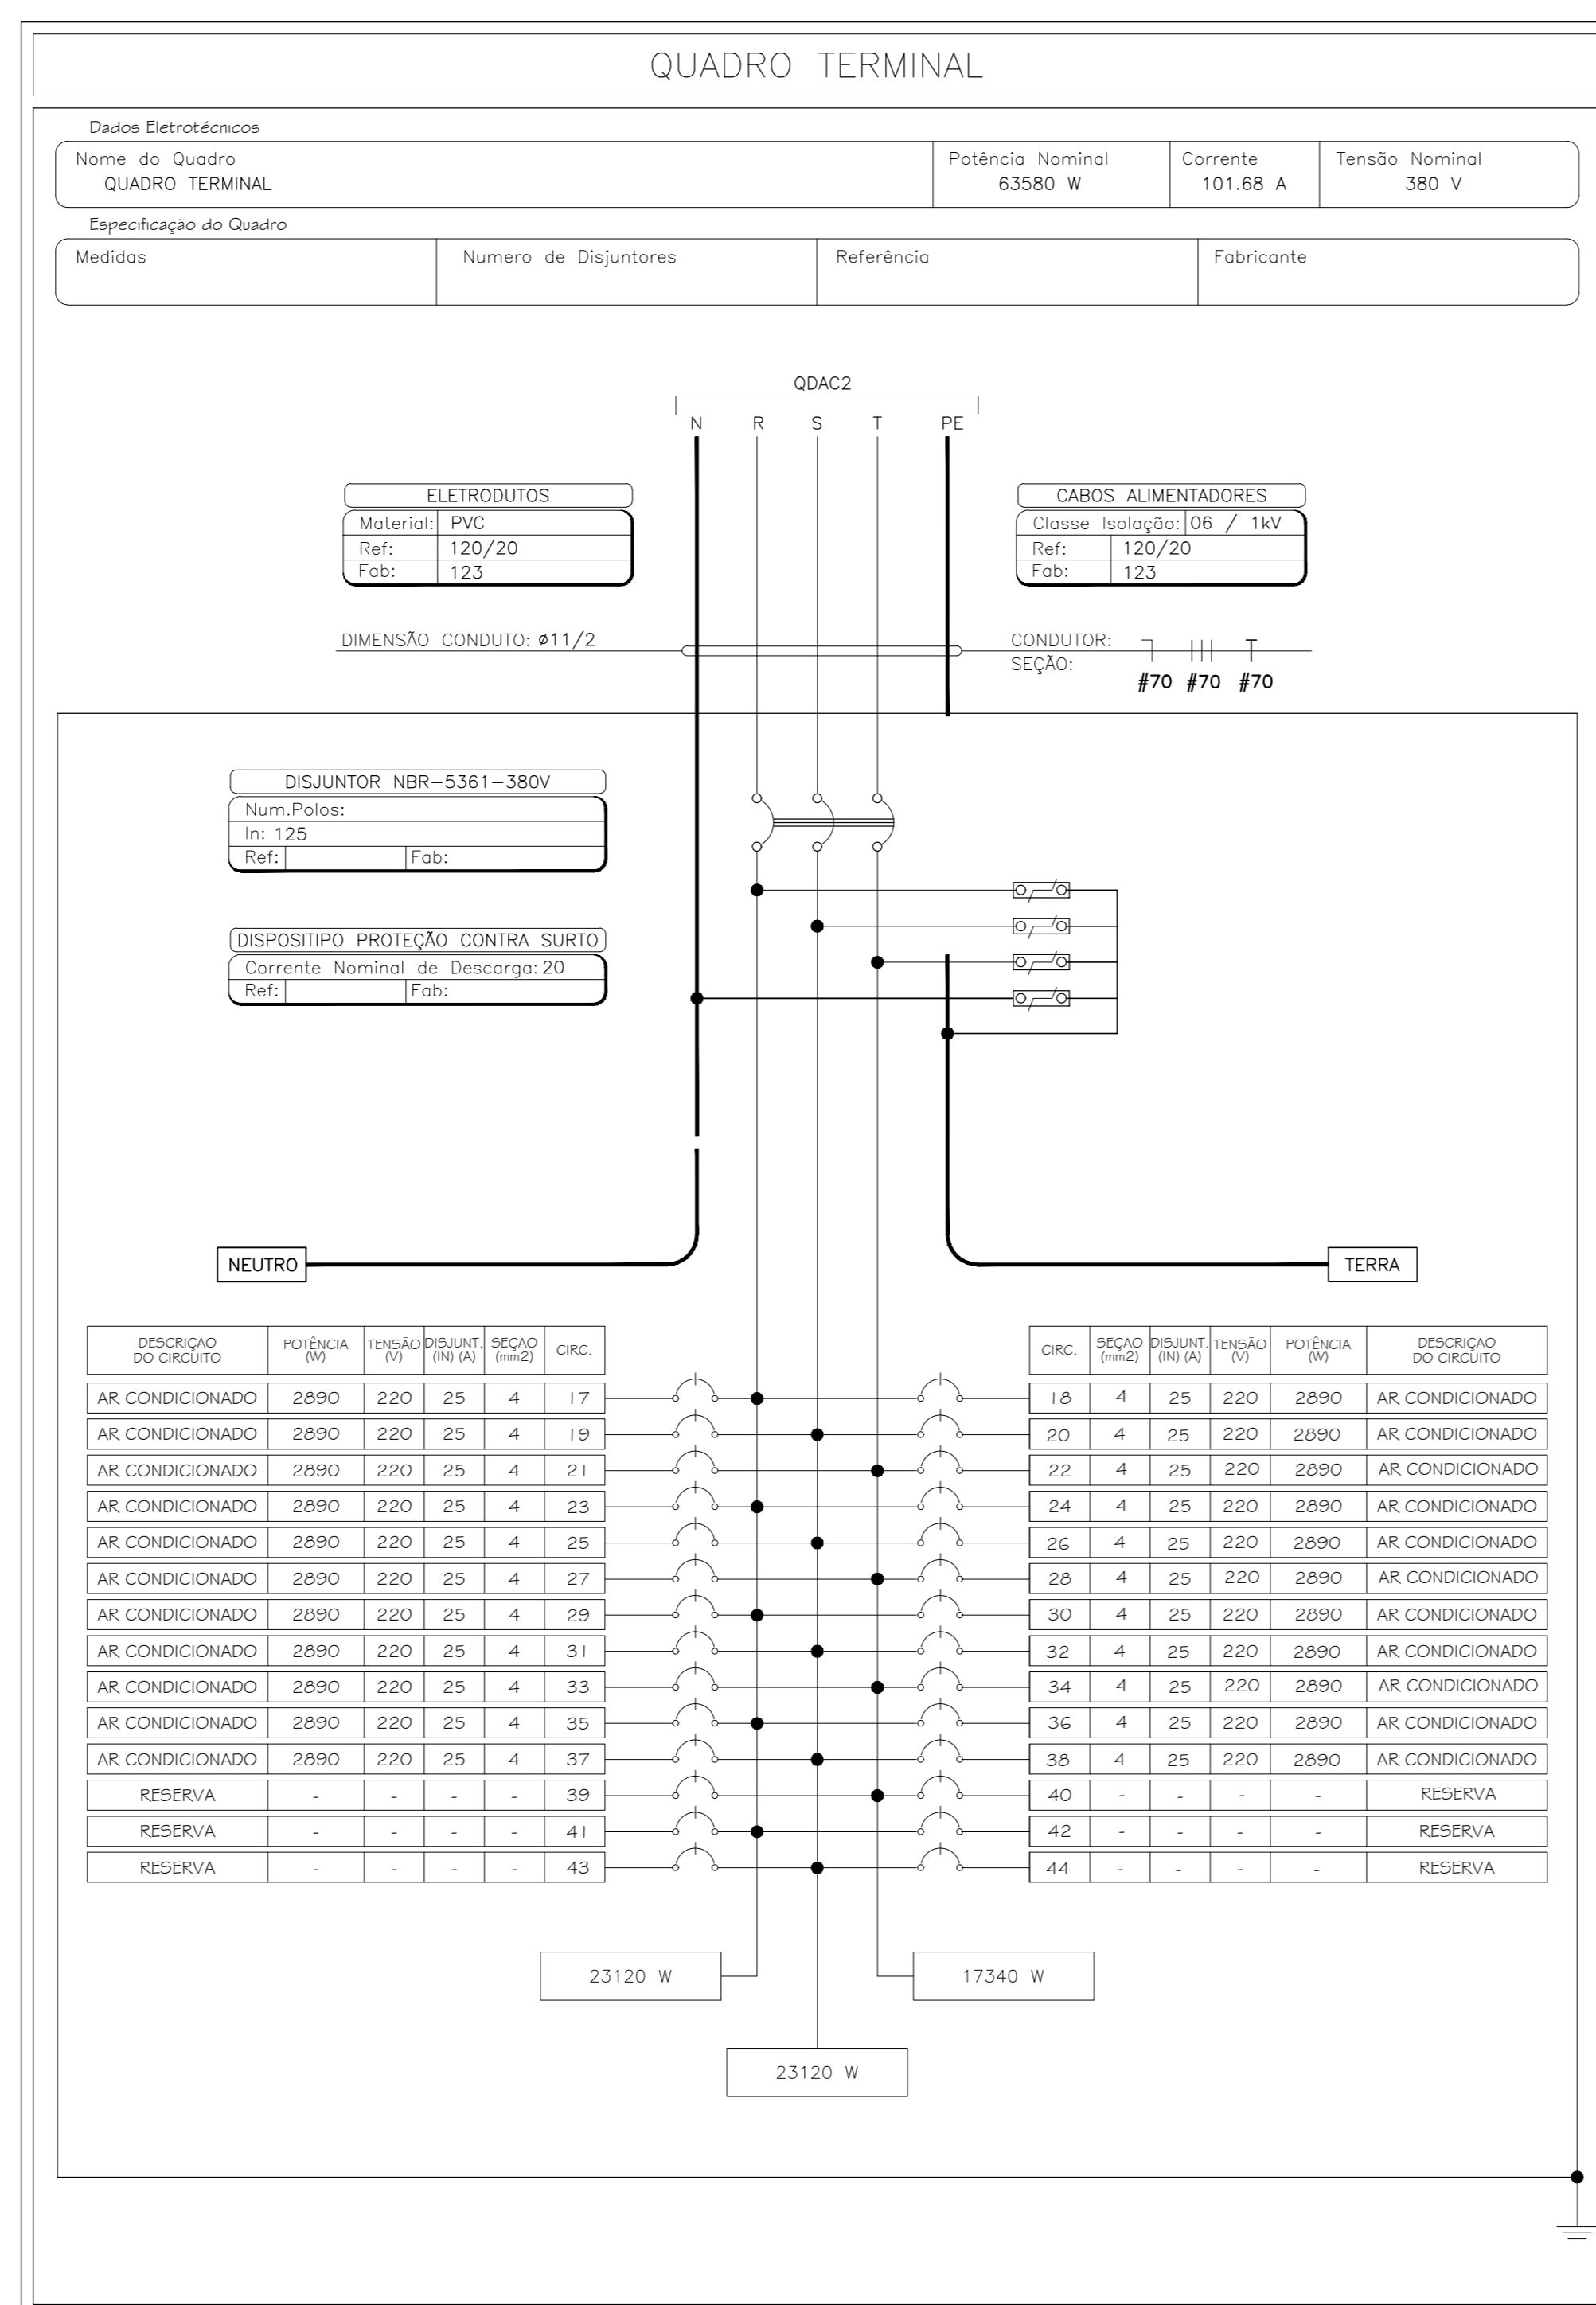 QUADRO TERMINAL
Dados Eletrotécnicos
Nome do Quadro Potência Nominal Corrente Tensão Nominal
QUADRO TERMINAL 63580 W 101.68 A 380 V
Especificação do Quadro
Medidas Numero de Disjuntores Referência Fabricante
QDAC2
N R S T PE
ELETRODUTOS
Material: PVC
Ref: 120/20
Fab: 123
CABOS ALIMENTADORES
Classe Isolação: 06 / 1kV
Ref: 120/20
Fab: 123
DIMENSÃO CONDUTO: ø11/2
CONDUTOR:
SEÇÃO:
#70 #70 #70
DISJUNTOR NBR-5361-380V
Num.Polos:
In: 125
Ref: Fab:
DISPOSITIPO PROTEÇÃO CONTRA SURTO
Corrente Nominal de Descarga: 20
Ref: Fab:
NEUTRO TERRA
DESCRIÇÃO DO CIRCUITO POTÊNCIA (W) TENSÃO (V) DISJUNT. (IN) (A) SEÇÃO (mm2) CIRC. CIRC. SEÇÃO (mm2) DISJUNT. (IN) (A) TENSÃO (V) POTÊNCIA (W) DESCRIÇÃO DO CIRCUITO
AR CONDICIONADO 2890 220 25 4 17 18 4 25 220 2890 AR CONDICIONADO
AR CONDICIONADO 2890 220 25 4 19 20 4 25 220 2890 AR CONDICIONADO
AR CONDICIONADO 2890 220 25 4 21 22 4 25 220 2890 AR CONDICIONADO
AR CONDICIONADO 2890 220 25 4 23 24 4 25 220 2890 AR CONDICIONADO
AR CONDICIONADO 2890 220 25 4 25 26 4 25 220 2890 AR CONDICIONADO
AR CONDICIONADO 2890 220 25 4 27 28 4 25 220 2890 AR CONDICIONADO
AR CONDICIONADO 2890 220 25 4 29 30 4 25 220 2890 AR CONDICIONADO
AR CONDICIONADO 2890 220 25 4 31 32 4 25 220 2890 AR CONDICIONADO
AR CONDICIONADO 2890 220 25 4 33 34 4 25 220 2890 AR CONDICIONADO
AR CONDICIONADO 2890 220 25 4 35 36 4 25 220 2890 AR CONDICIONADO
AR CONDICIONADO 2890 220 25 4 37 38 4 25 220 2890 AR CONDICIONADO
RESERVA - - - - 39 40 - - - - RESERVA
RESERVA - - - - 41 42 - - - - RESERVA
RESERVA - - - - 43 44 - - - - RESERVA
23120 W 17340 W
23120 W